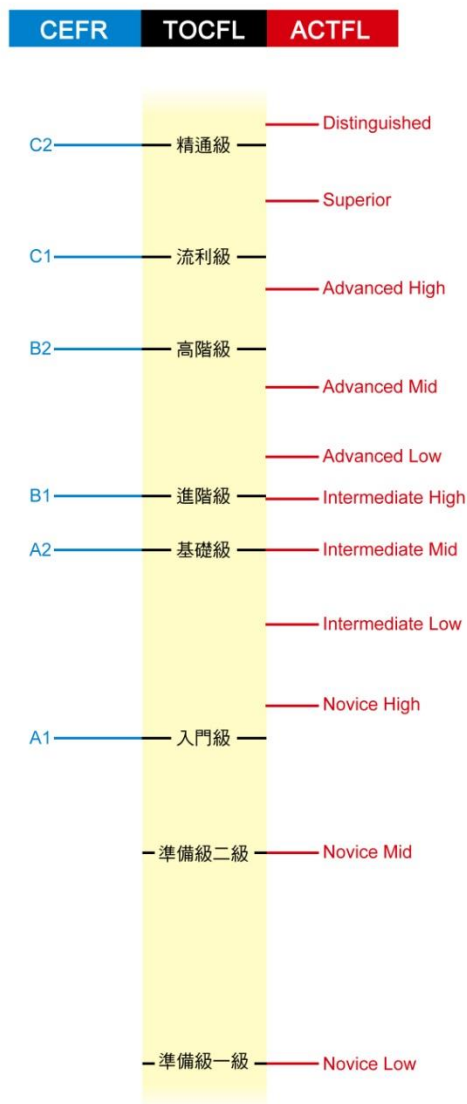 CEFR TOCFL ACTFL
Distinguished
C2 精通級
Superior
C1 流利級
Advanced High
B2 高階級
Advanced Mid
Advanced Low
B1 進階級 Intermediate High
A2 基礎級 Intermediate Mid
Intermediate Low
Novice High
A1 入門級
準備級二級 Novice Mid
準備級一級 Novice Low